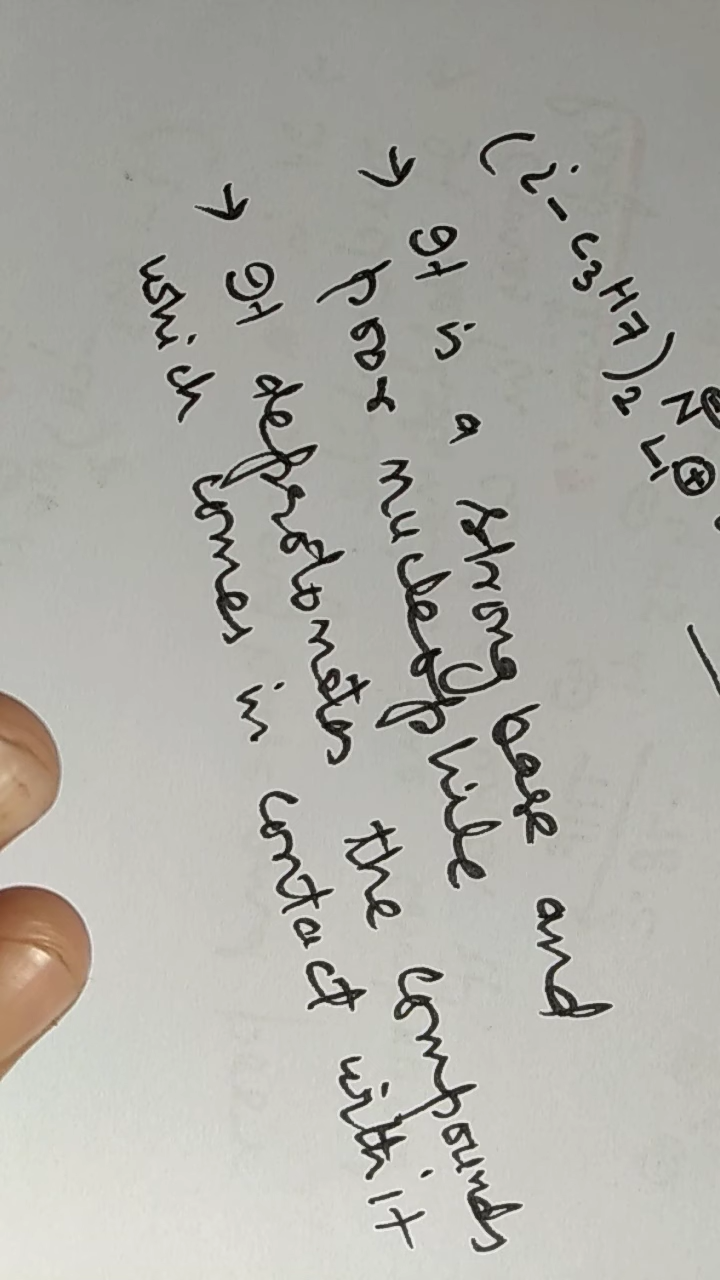 (i-C3H7)2 N⊖ Li⊕
→ It is a strong base and
poor nucleophile
→ It deprotonates the compounds
which comes in contact with it